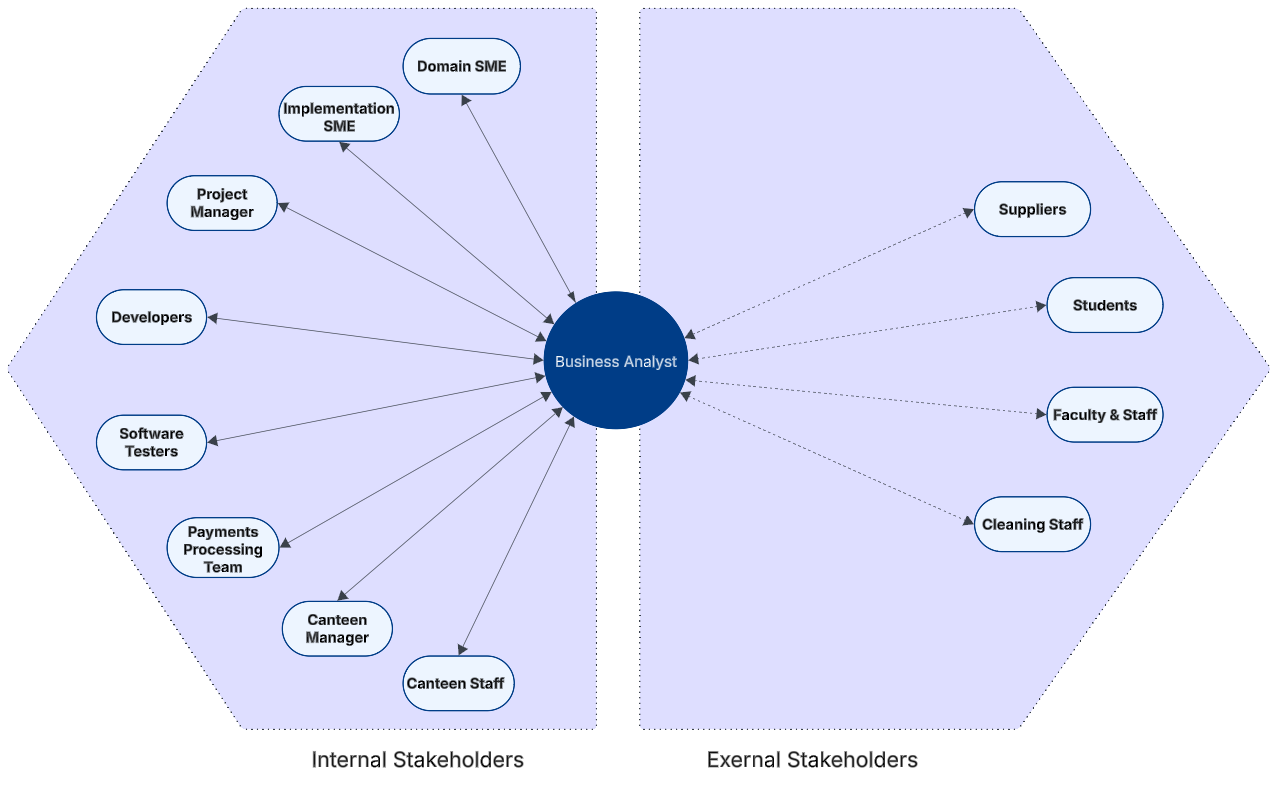 Domain SME
Implementation
SME
Project
Manager
Developers
Software
Testers
Payments
Processing
Team
Canteen
Manager
Canteen Staff
Business Analyst
Suppliers
Students
Faculty & Staff
Cleaning Staff
Internal Stakeholders
Exernal Stakeholders